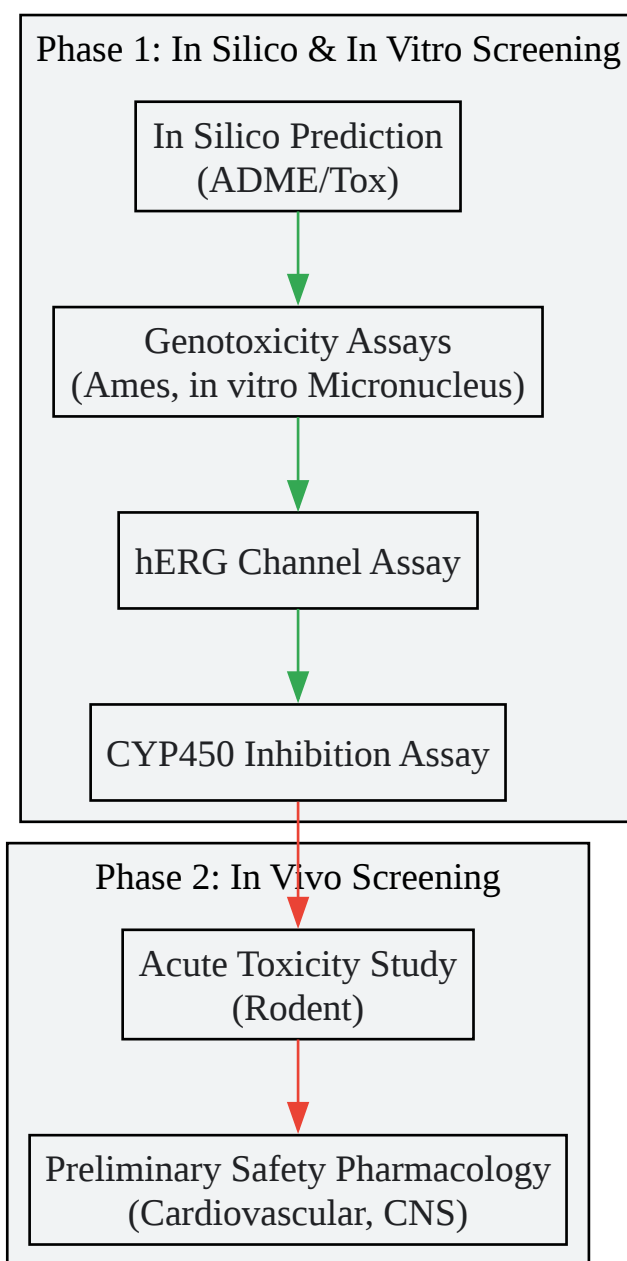 Phase 1: In Silico & In Vitro Screening
In Silico Prediction
(ADME/Tox)
Genotoxicity Assays
(Ames, in vitro Micronucleus)
hERG Channel Assay
CYP450 Inhibition Assay
Phase 2: In Vivo Screening
Acute Toxicity Study
(Rodent)
Preliminary Safety Pharmacology
(Cardiovascular, CNS)